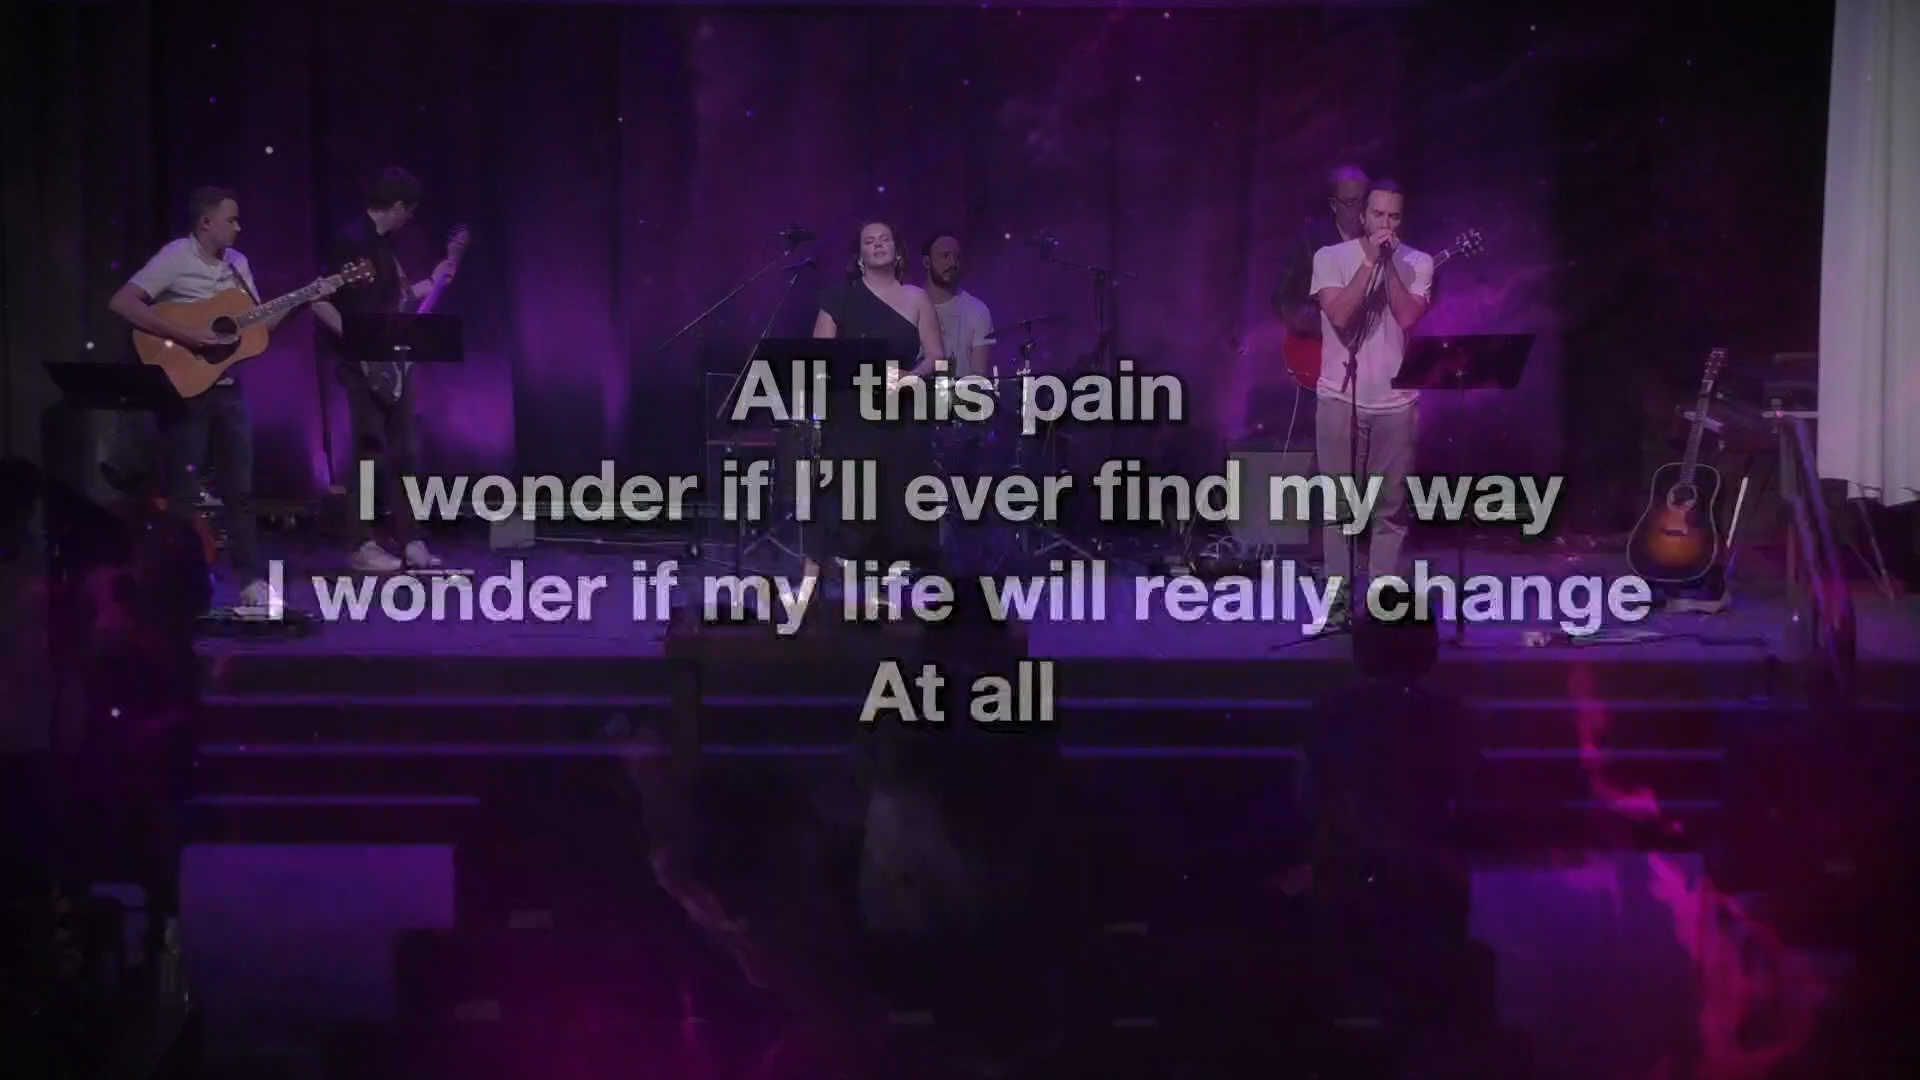 All this pain
I wonder if I’ll ever find my way
I wonder if my life will really change
At all